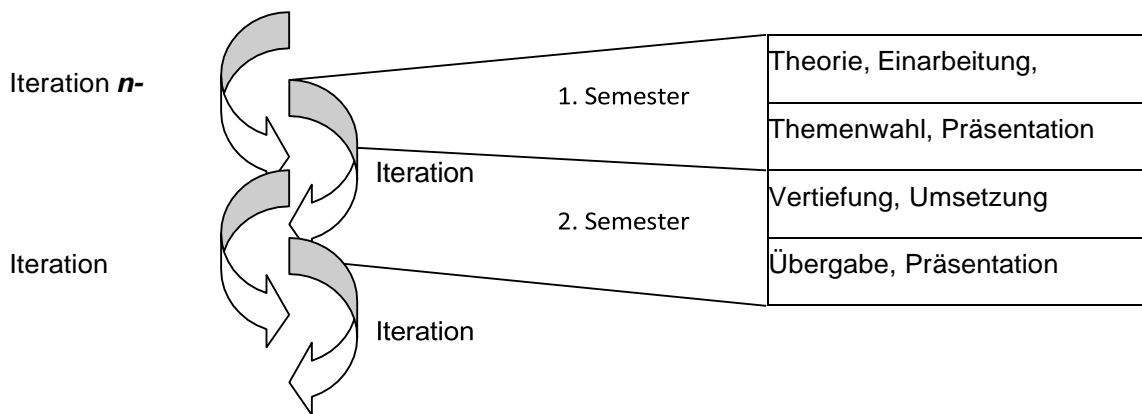 Theorie, Einarbeitung,
Iteration n-
1. Semester
Themenwahl, Präsentation
Iteration
Vertiefung, Umsetzung
2. Semester
Iteration
Übergabe, Präsentation
Iteration